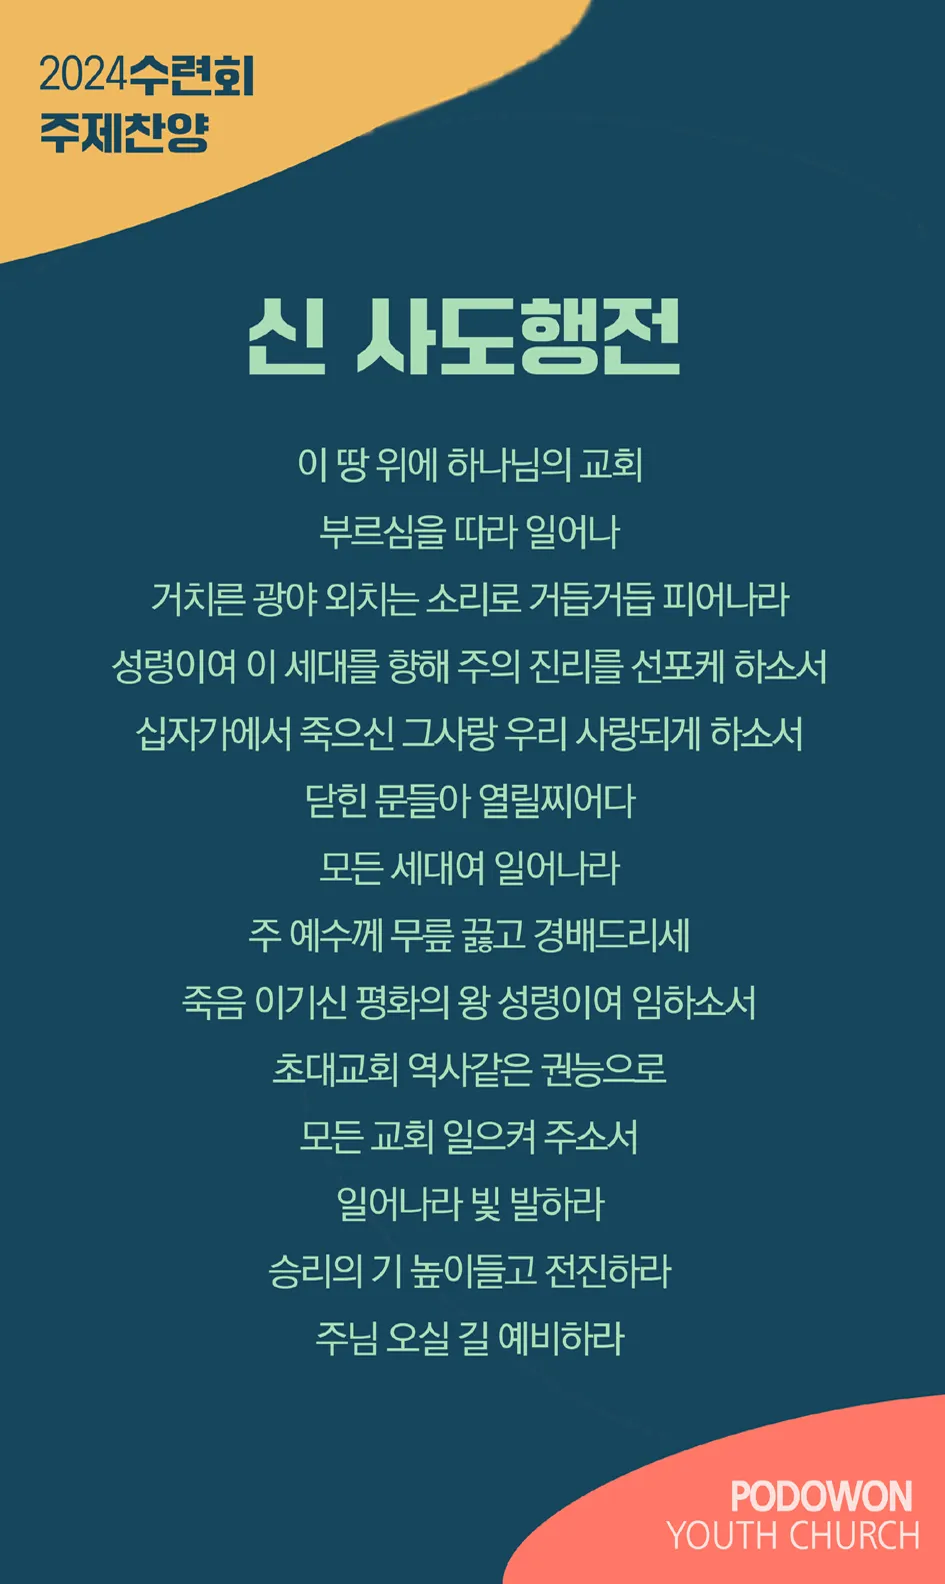 2024수련회
주제찬양
신 사도행전
이 땅 위에 하나님의 교회
부르심을 따라 일어나
거치른 광야 외치는 소리로 거듭거듭 피어나라
성령이여 이 세대를 향해 주의 진리를 선포케 하소서
십자가에서 죽으신 그사랑 우리 사랑되게 하소서
닫힌 문들아 열릴찌어다
모든 세대여 일어나라
주 예수께 무릎 끓고 경배드리세
죽음 이기신 평화의 왕 성령이여 임하소서
초대교회 역사같은 권능으로
모든 교회 일으켜 주소서
일어나라 빛 발하라
승리의 기 높이들고 전진하라
주님 오실 길 예비하라
PODOWON
YOUTH CHURCH